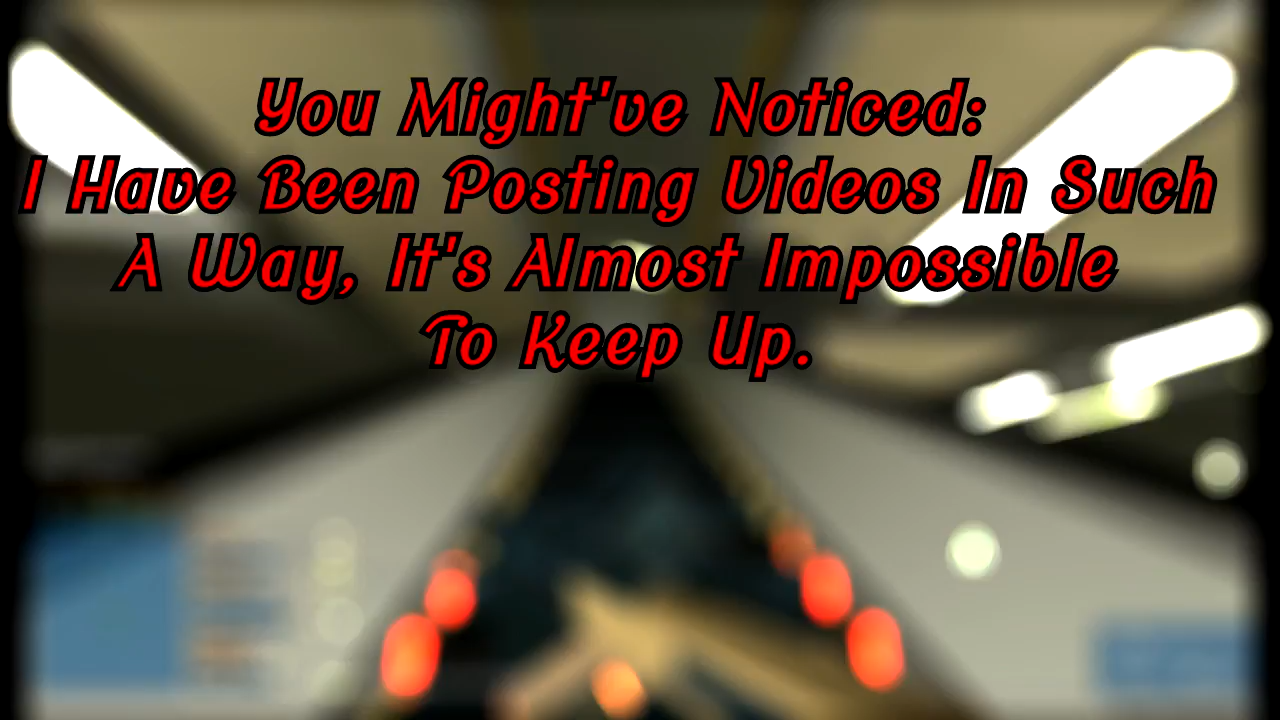 You Might've Noticed:
I Have Been Posting Videos In Such
A Way, It's Almost Impossible
To Keep Up.